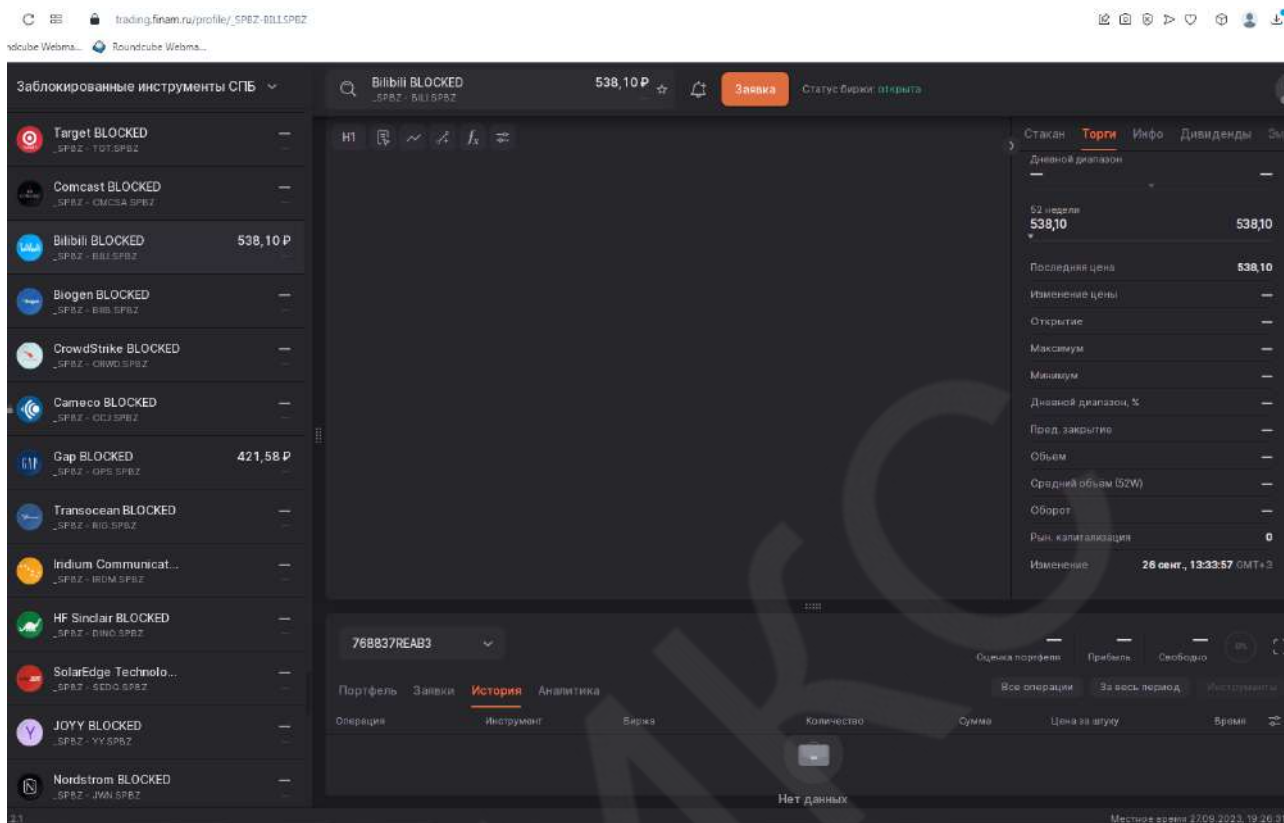 trading.finam.ru/profile/_SPBZ-BILI.SPBZ
Roundcube Webma...
Заблокированные инструменты СПБ
Target BLOCKED
_SPBZ - TGT.SPBZ
Comcast BLOCKED
_SPBZ - CMCSA.SPBZ
Bilibili BLOCKED 538,10 ₽
_SPBZ - BILI.SPBZ
Biogen BLOCKED
_SPBZ - BIIB.SPBZ
CrowdStrike BLOCKED
_SPBZ - CRWD.SPBZ
Cameco BLOCKED
_SPBZ - CCJ.SPBZ
GAP
Gap BLOCKED 421,58 ₽
_SPBZ - GPS.SPBZ
Transocean BLOCKED
_SPBZ - RIG.SPBZ
Iridium Communicat...
_SPBZ - IRDM.SPBZ
HF Sinclair BLOCKED
_SPBZ - DINO.SPBZ
SolarEdge Technolo...
_SPBZ - SEDG.SPBZ
Y
JOYY BLOCKED
_SPBZ - YY.SPBZ
N
Nordstrom BLOCKED
_SPBZ - JWN.SPBZ
2.1
Bilibili BLOCKED 538,10 ₽
_SPBZ - BILI.SPBZ
Заявка
Статус биржи: открыта
H1 fx
Стакан Торги Инфо Дивиденды
Дневной диапазон
— —
52 недели
538,10 538,10
Последняя цена 538,10
Изменение цены —
Открытие —
Максимум —
Минимум —
Дневной диапазон, % —
Пред. закрытие —
Объем —
Средний объем (52W) —
Оборот —
Рын. капитализация 0
Изменение 26 сент., 13:33:57 GMT+3
768837REAB3
Оценка портфеля Прибыль Свободно 0%
Портфель Заявки История Аналитика
Все операции За весь период Инструменты
Операция Инструмент Биржа Количество Сумма Цена за штуку Время
Нет данных
Местное время 27.09.2023, 19:26:3
МКС